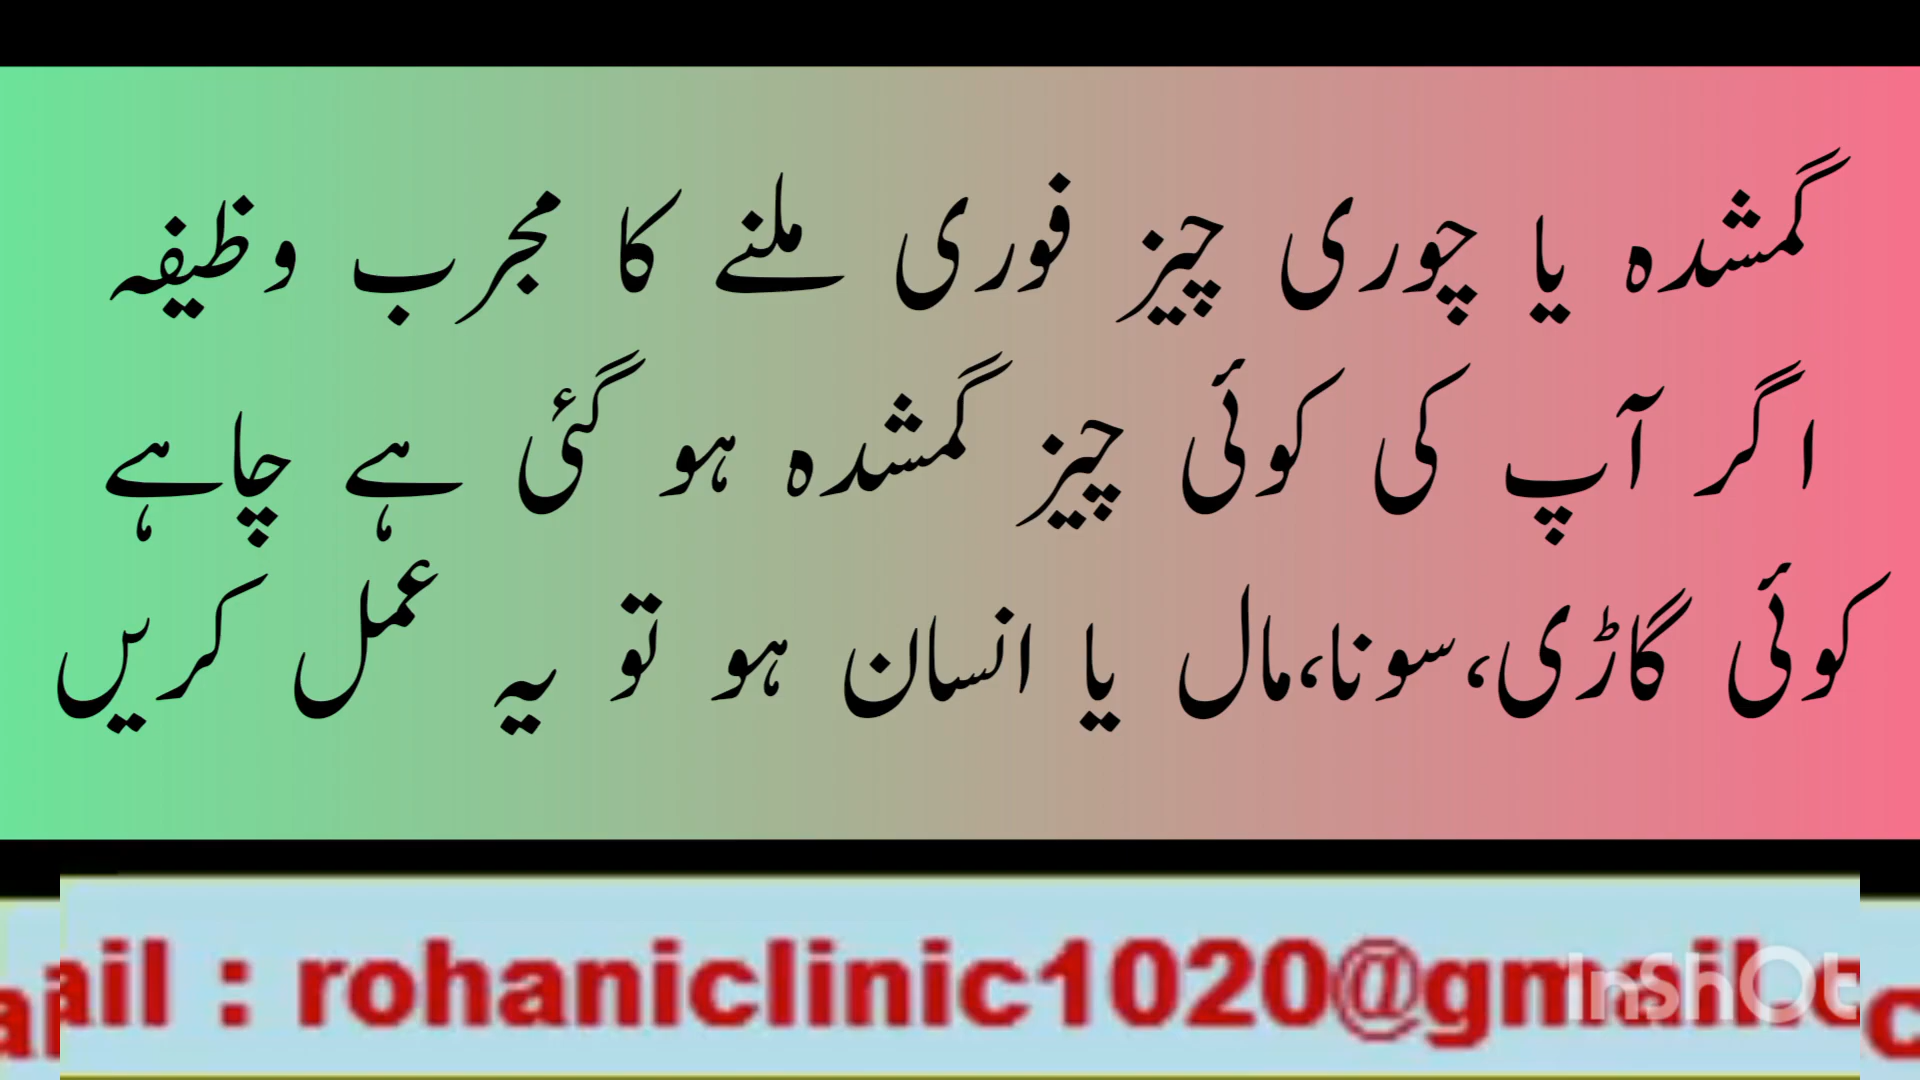 گمشدہ یا چوری چیز فوری ملنے کا مجرب وظیفہ
اگر آپ کی کوئی چیز گمشدہ ہو گئی ہے چاہے
کوئی گاڑی،سونا،مال یا انسان ہو تو یہ عمل کریں
ail : rohaniclinic1020@gmail.c
InShOt